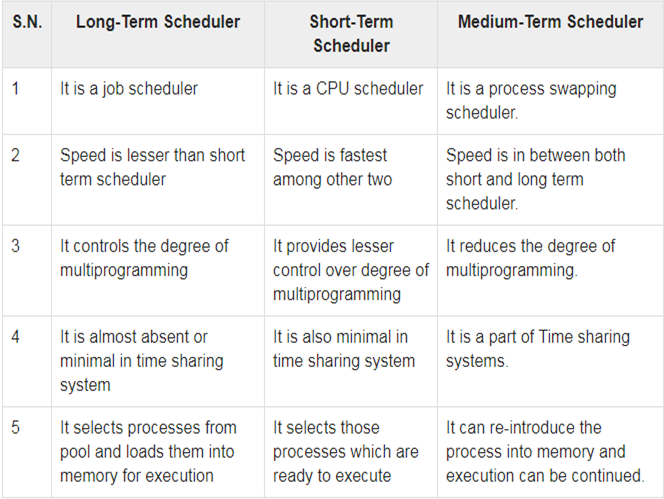 S.N.
Long-Term Scheduler
Short-Term
Scheduler
Medium-Term Scheduler
1
It is a job scheduler
It is a CPU scheduler
It is a process swapping
scheduler.
2
Speed is lesser than short
term scheduler
Speed is fastest
among other two
Speed is in between both
short and long term
scheduler.
3
It controls the degree of
multiprogramming
It provides lesser
control over degree of
multiprogramming
It reduces the degree of
multiprogramming.
4
It is almost absent or
minimal in time sharing
system
It is also minimal in
time sharing system
It is a part of Time sharing
systems.
5
It selects processes from
pool and loads them into
memory for execution
It selects those
processes which are
ready to execute
It can re-introduce the
process into memory and
execution can be continued.